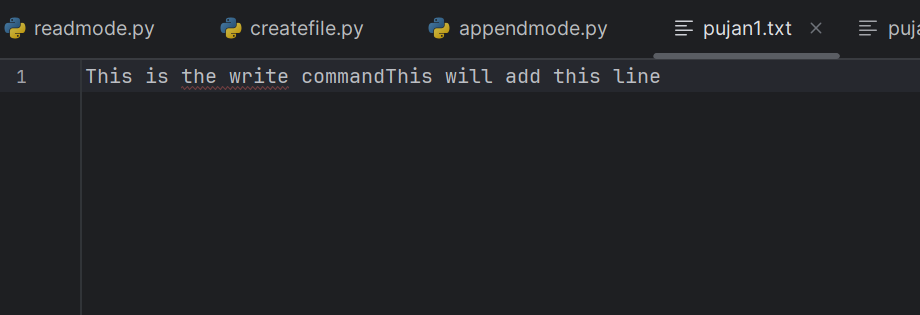 readmode.py createfile.py appendmode.py pujan1.txt
1 This is the write commandThis will add this line